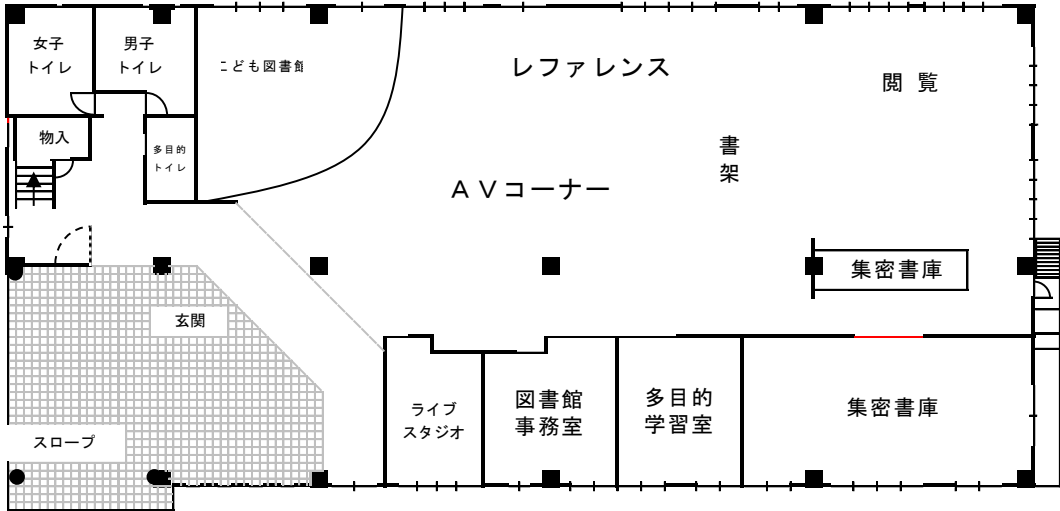 女子
トイレ
男子
トイレ
こども図書館
レファレンス
閲覧
物入
多目的
トイレ
書
架
AVコーナー
集密書庫
玄関
ライブ
スタジオ
図書館
事務室
多目的
学習室
集密書庫
スロープ